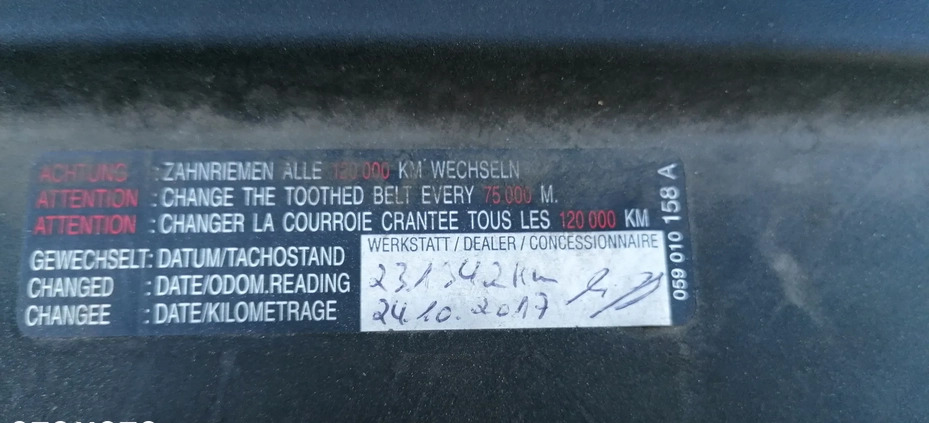 ACHTUNG : ZAHNRIEMEN ALLE 120 000 KM WECHSELN
ATTENTION : CHANGE THE TOOTHED BELT EVERY 75.000 M.
ATTENTION : CHANGER LA COURROIE CRANTEE TOUS LES 120 000 KM
059 010 158 A
WERKSTATT / DEALER / CONCESSIONNAIRE
GEWECHSELT: DATUM/TACHOSTAND
CHANGED : DATE/ODOM.READING
CHANGEE : DATE/KILOMETRAGE
231342 Km
24.10.2017